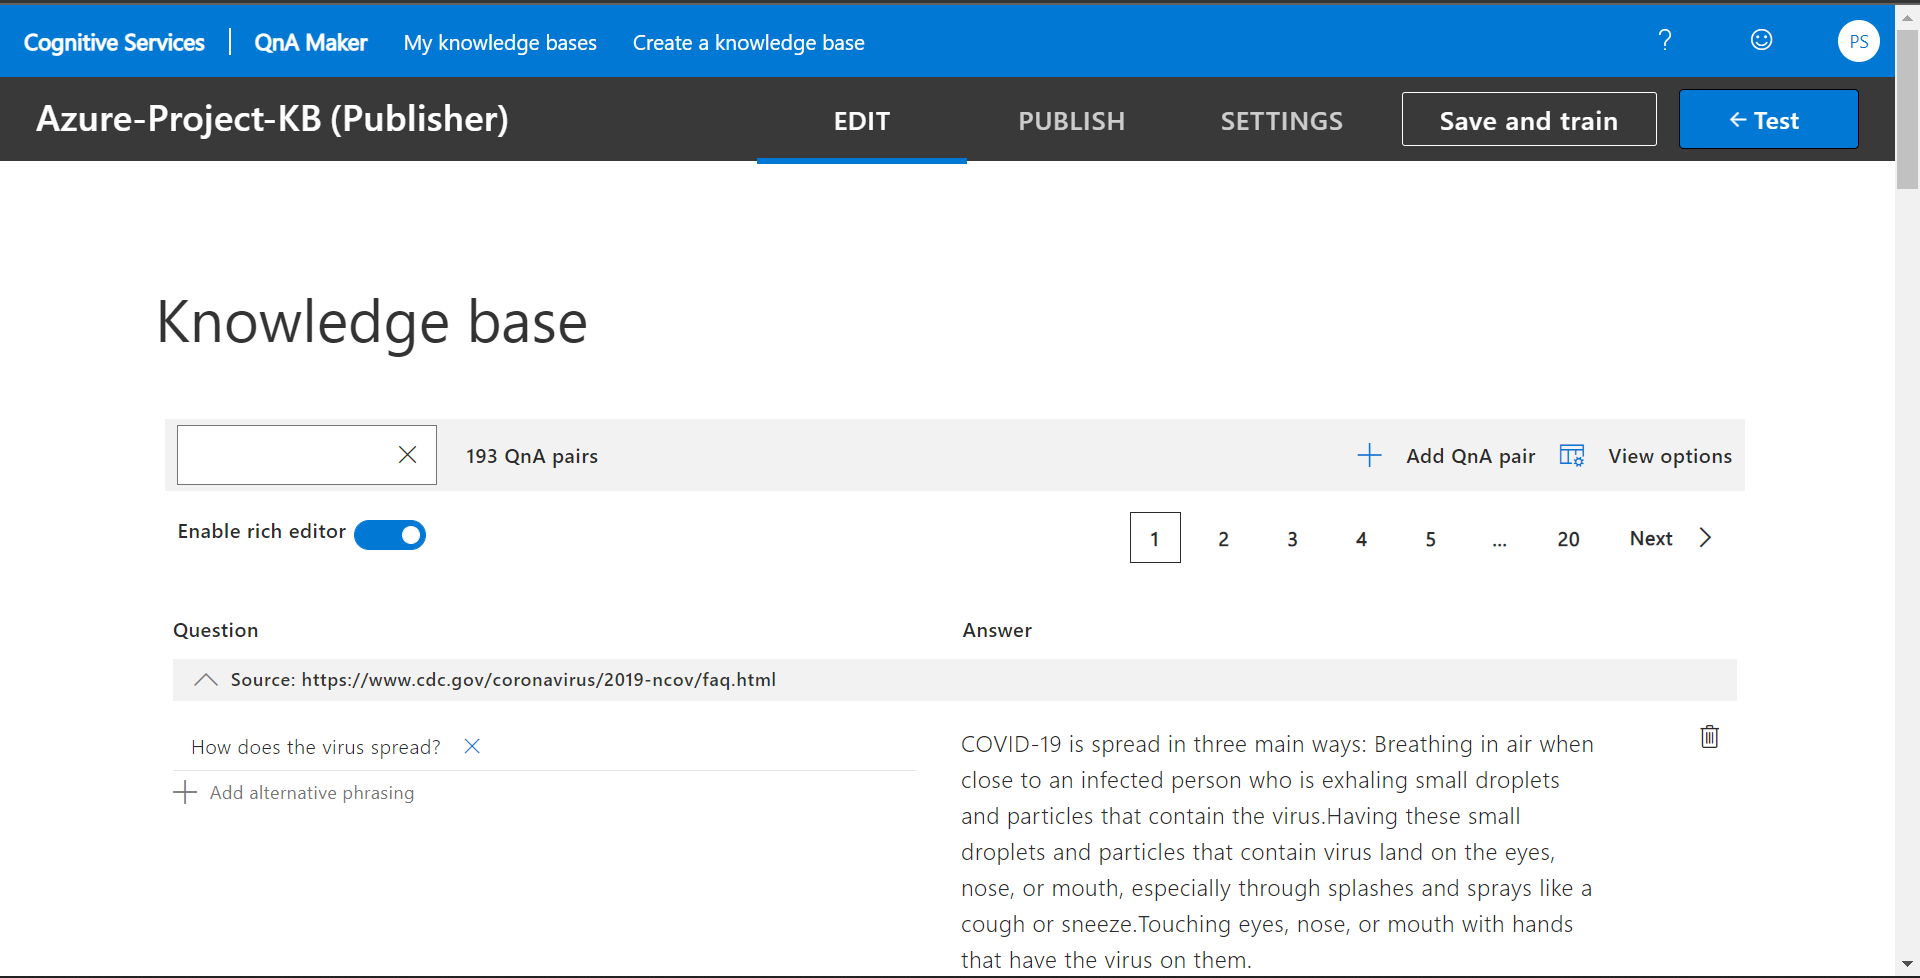 Cognitive Services | QnA Maker My knowledge bases Create a knowledge base ? PS
Azure-Project-KB (Publisher) EDIT PUBLISH SETTINGS Save and train ← Test
Knowledge base
193 QnA pairs Add QnA pair View options
Enable rich editor 1 2 3 4 5 ... 20 Next
Question Answer
Source: https://www.cdc.gov/coronavirus/2019-ncov/faq.html
How does the virus spread?
Add alternative phrasing
COVID-19 is spread in three main ways: Breathing in air when
close to an infected person who is exhaling small droplets
and particles that contain the virus.Having these small
droplets and particles that contain virus land on the eyes,
nose, or mouth, especially through splashes and sprays like a
cough or sneeze.Touching eyes, nose, or mouth with hands
that have the virus on them.